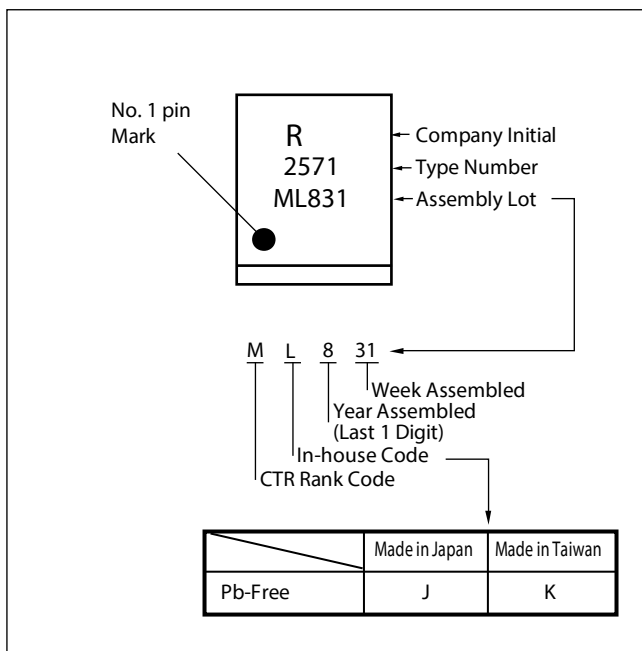 No. 1 pin
Mark
R
2571
ML831
Company Initial
Type Number
Assembly Lot
M L 8 31
Week Assembled
Year Assembled
(Last 1 Digit)
In-house Code
CTR Rank Code
Made in Japan Made in Taiwan
Pb-Free J K